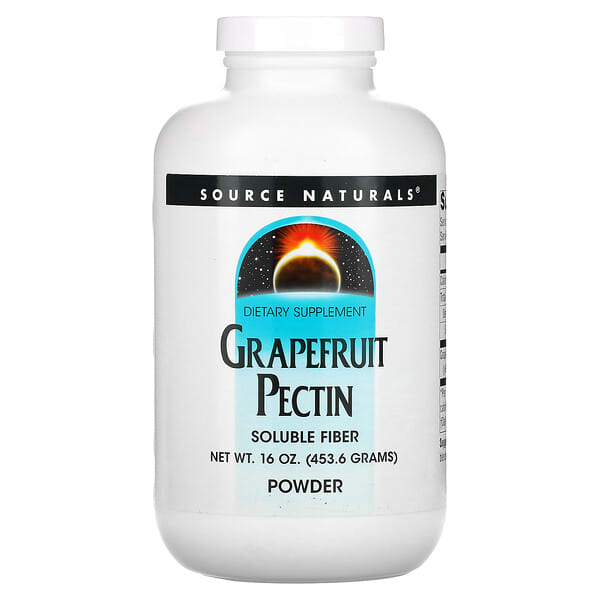 SOURCE NATURALS®
DIETARY SUPPLEMENT
GRAPEFRUIT
PECTIN
SOLUBLE FIBER
NET WT. 16 OZ. (453.6 GRAMS)
POWDER